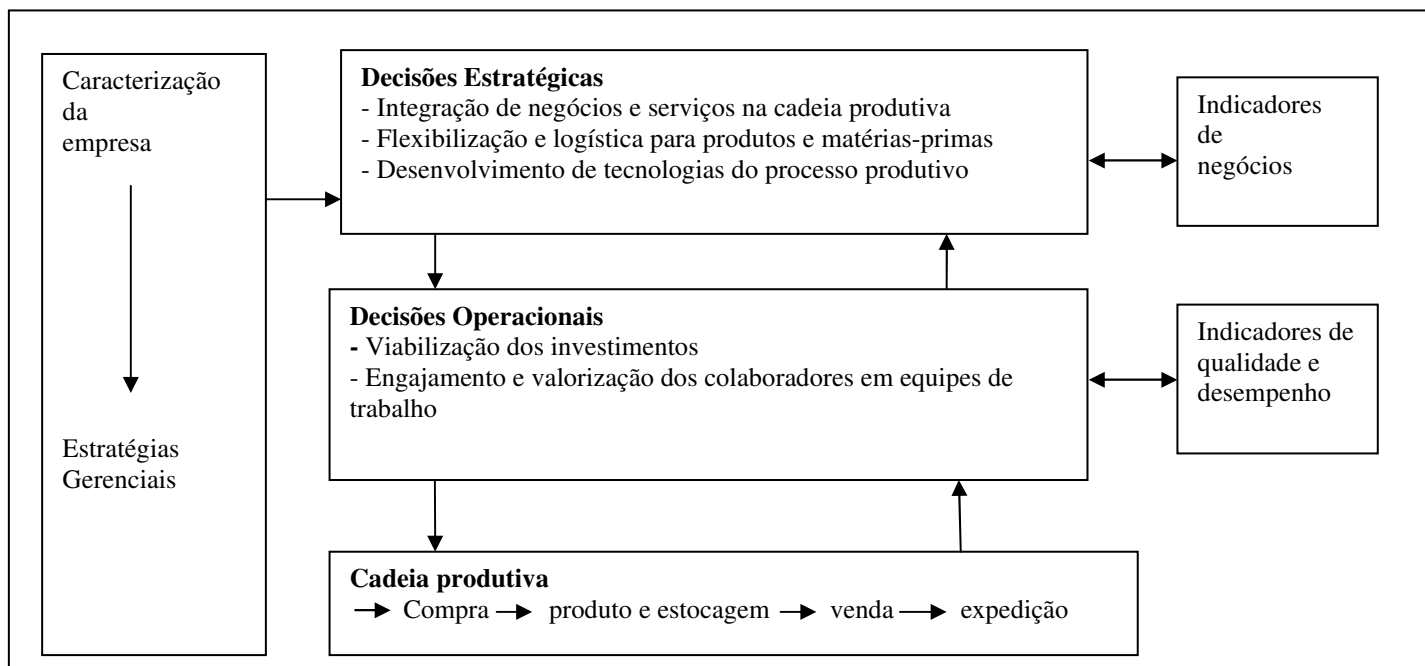 Caracterização
da
empresa
Estratégias
Gerenciais
Decisões Estratégicas
- Integração de negócios e serviços na cadeia produtiva
- Flexibilização e logística para produtos e matérias-primas
- Desenvolvimento de tecnologias do processo produtivo
Indicadores
de
negócios
Decisões Operacionais
- Viabilização dos investimentos
- Engajamento e valorização dos colaboradores em equipes de
trabalho
Indicadores de
qualidade e
desempenho
Cadeia produtiva
Compra produto e estocagem venda expedição